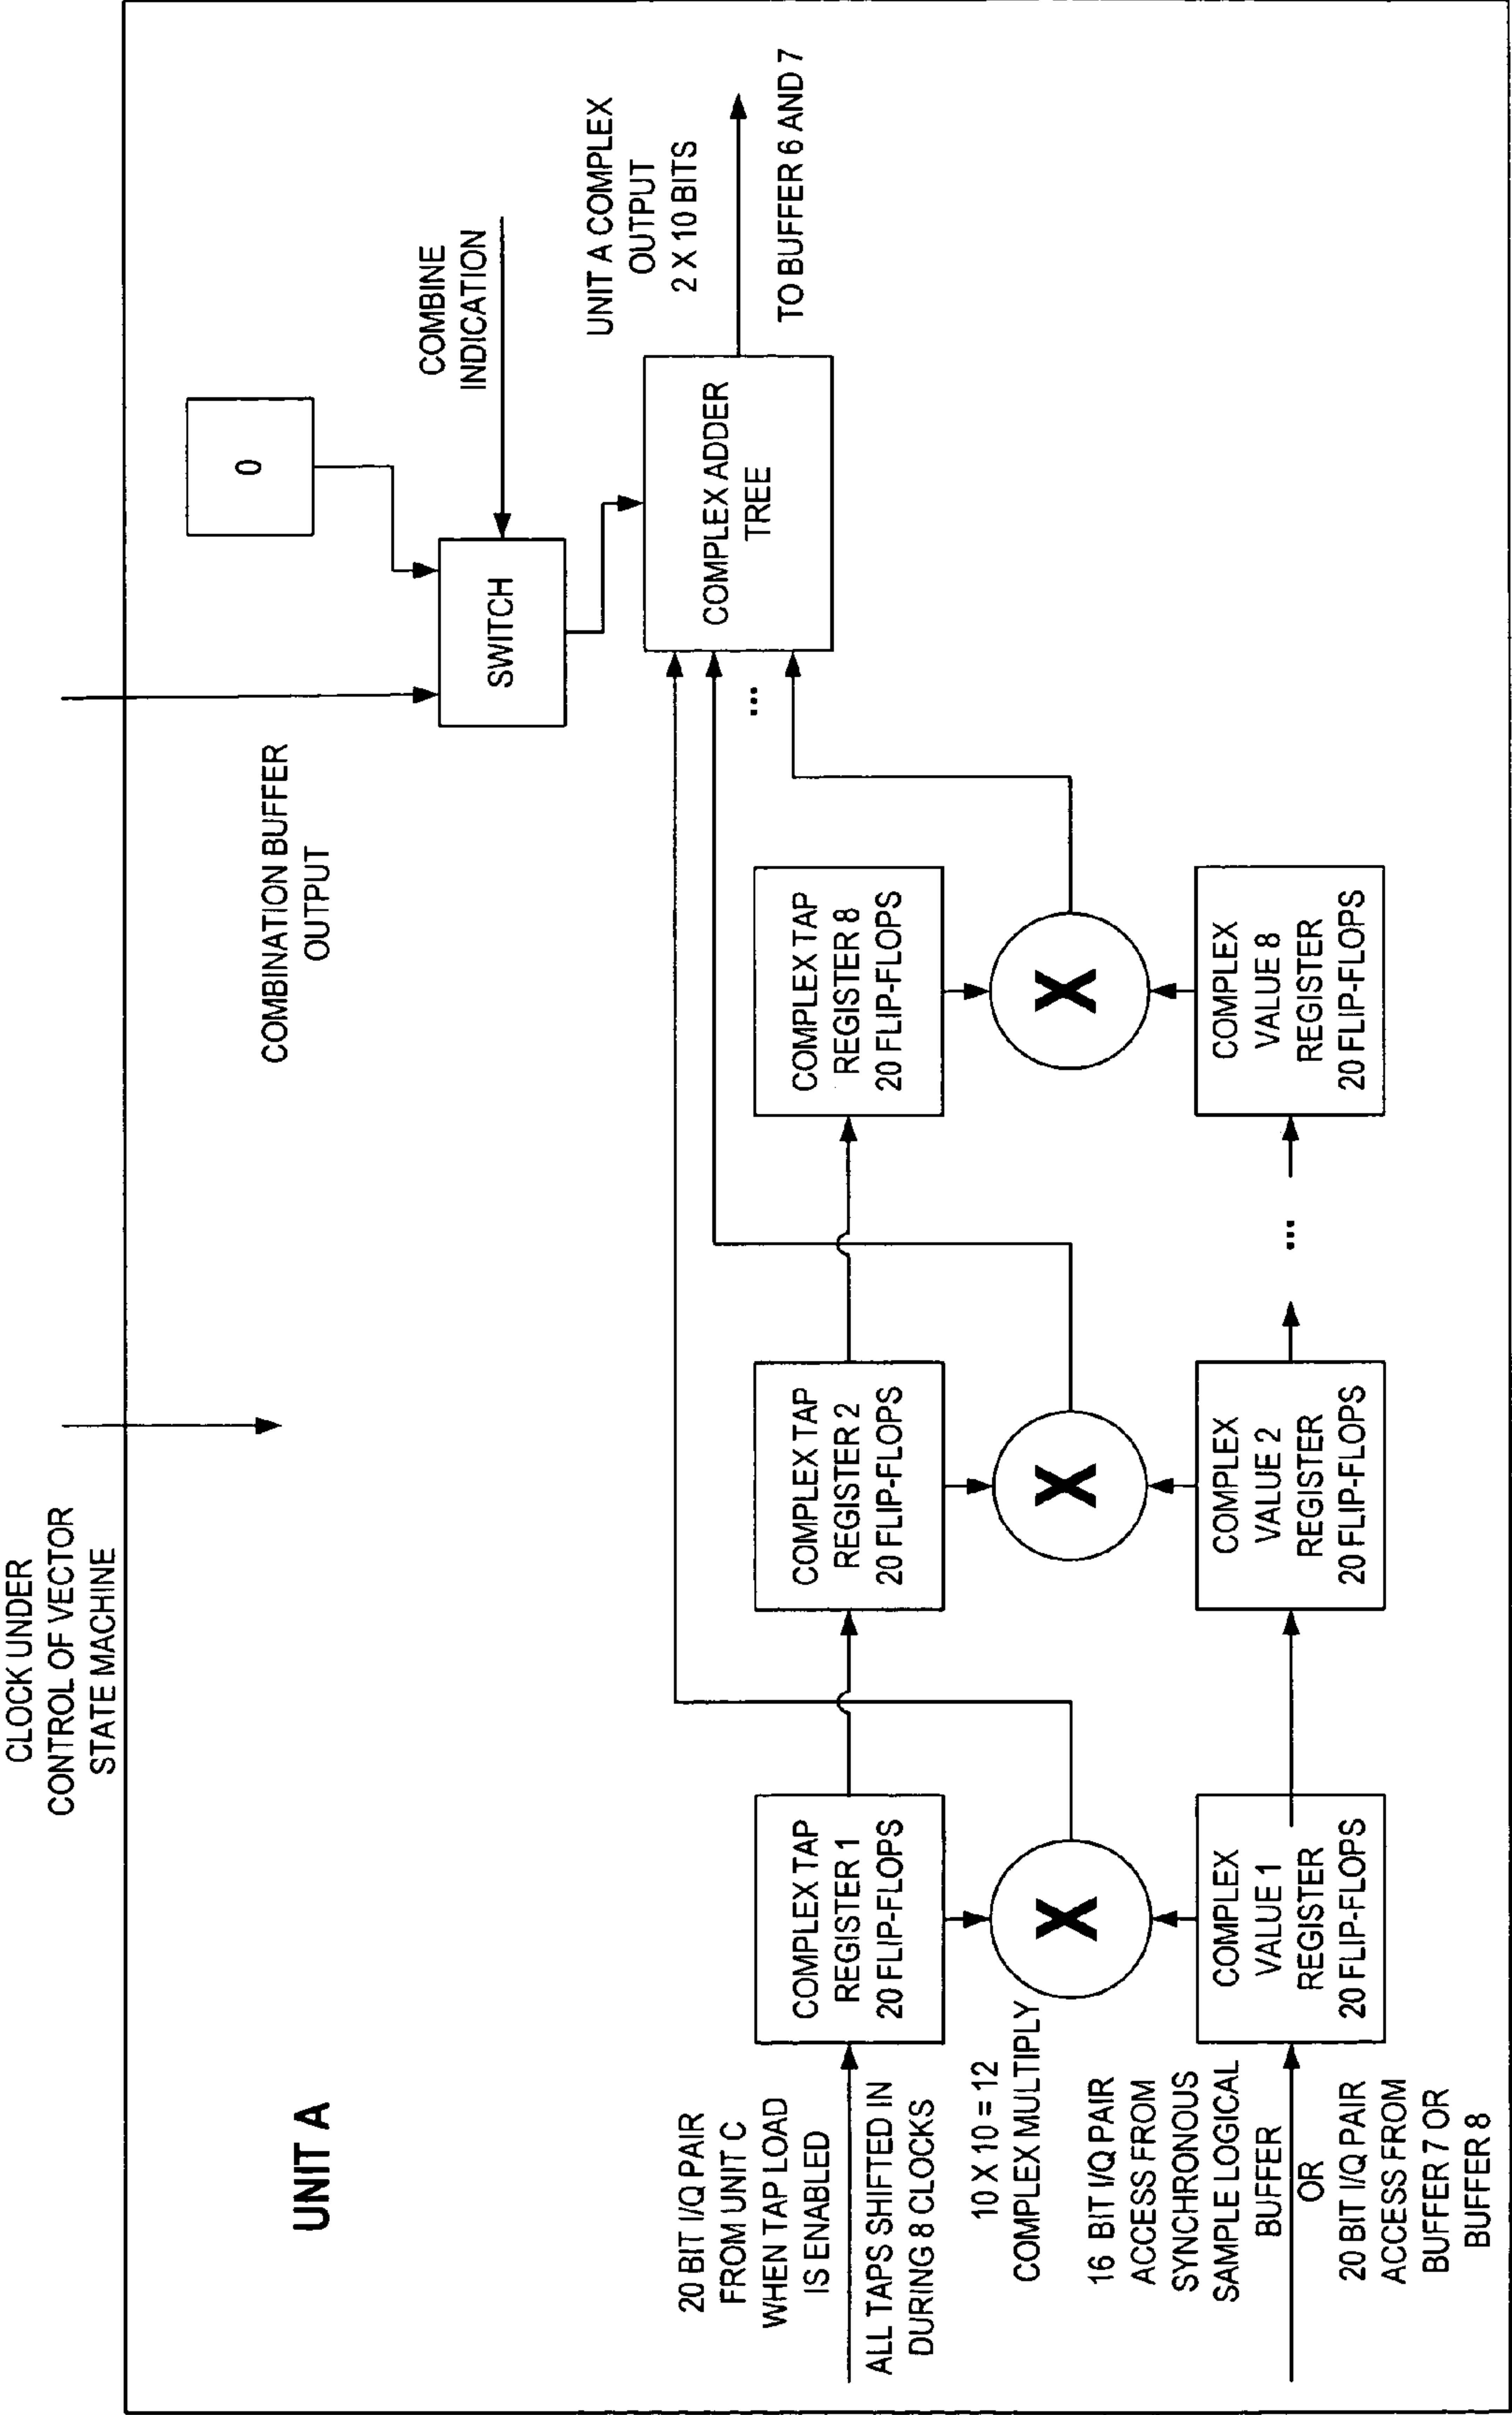 CLOCK UNDER
CONTROL OF VECTOR
STATE MACHINE
UNIT A
COMBINATION BUFFER
OUTPUT
0
SWITCH
COMBINE
INDICATION
UNIT A COMPLEX
OUTPUT
2 X 10 BITS
COMPLEX ADDER
TREE
TO BUFFER 6 AND 7
...
20 BIT I/Q PAIR
FROM UNIT C
WHEN TAP LOAD
IS ENABLED
ALL TAPS SHIFTED IN
DURING 8 CLOCKS
COMPLEX TAP
REGISTER 1
20 FLIP-FLOPS
COMPLEX TAP
REGISTER 2
20 FLIP-FLOPS
COMPLEX TAP
REGISTER 8
20 FLIP-FLOPS
10 X 10 = 12
COMPLEX MULTIPLY
X
X
X
16 BIT I/Q PAIR
ACCESS FROM
SYNCHRONOUS
SAMPLE LOGICAL
BUFFER
OR
20 BIT I/Q PAIR
ACCESS FROM
BUFFER 7 OR
BUFFER 8
COMPLEX
VALUE 1
REGISTER
20 FLIP-FLOPS
COMPLEX
VALUE 2
REGISTER
20 FLIP-FLOPS
...
COMPLEX
VALUE 8
REGISTER
20 FLIP-FLOPS